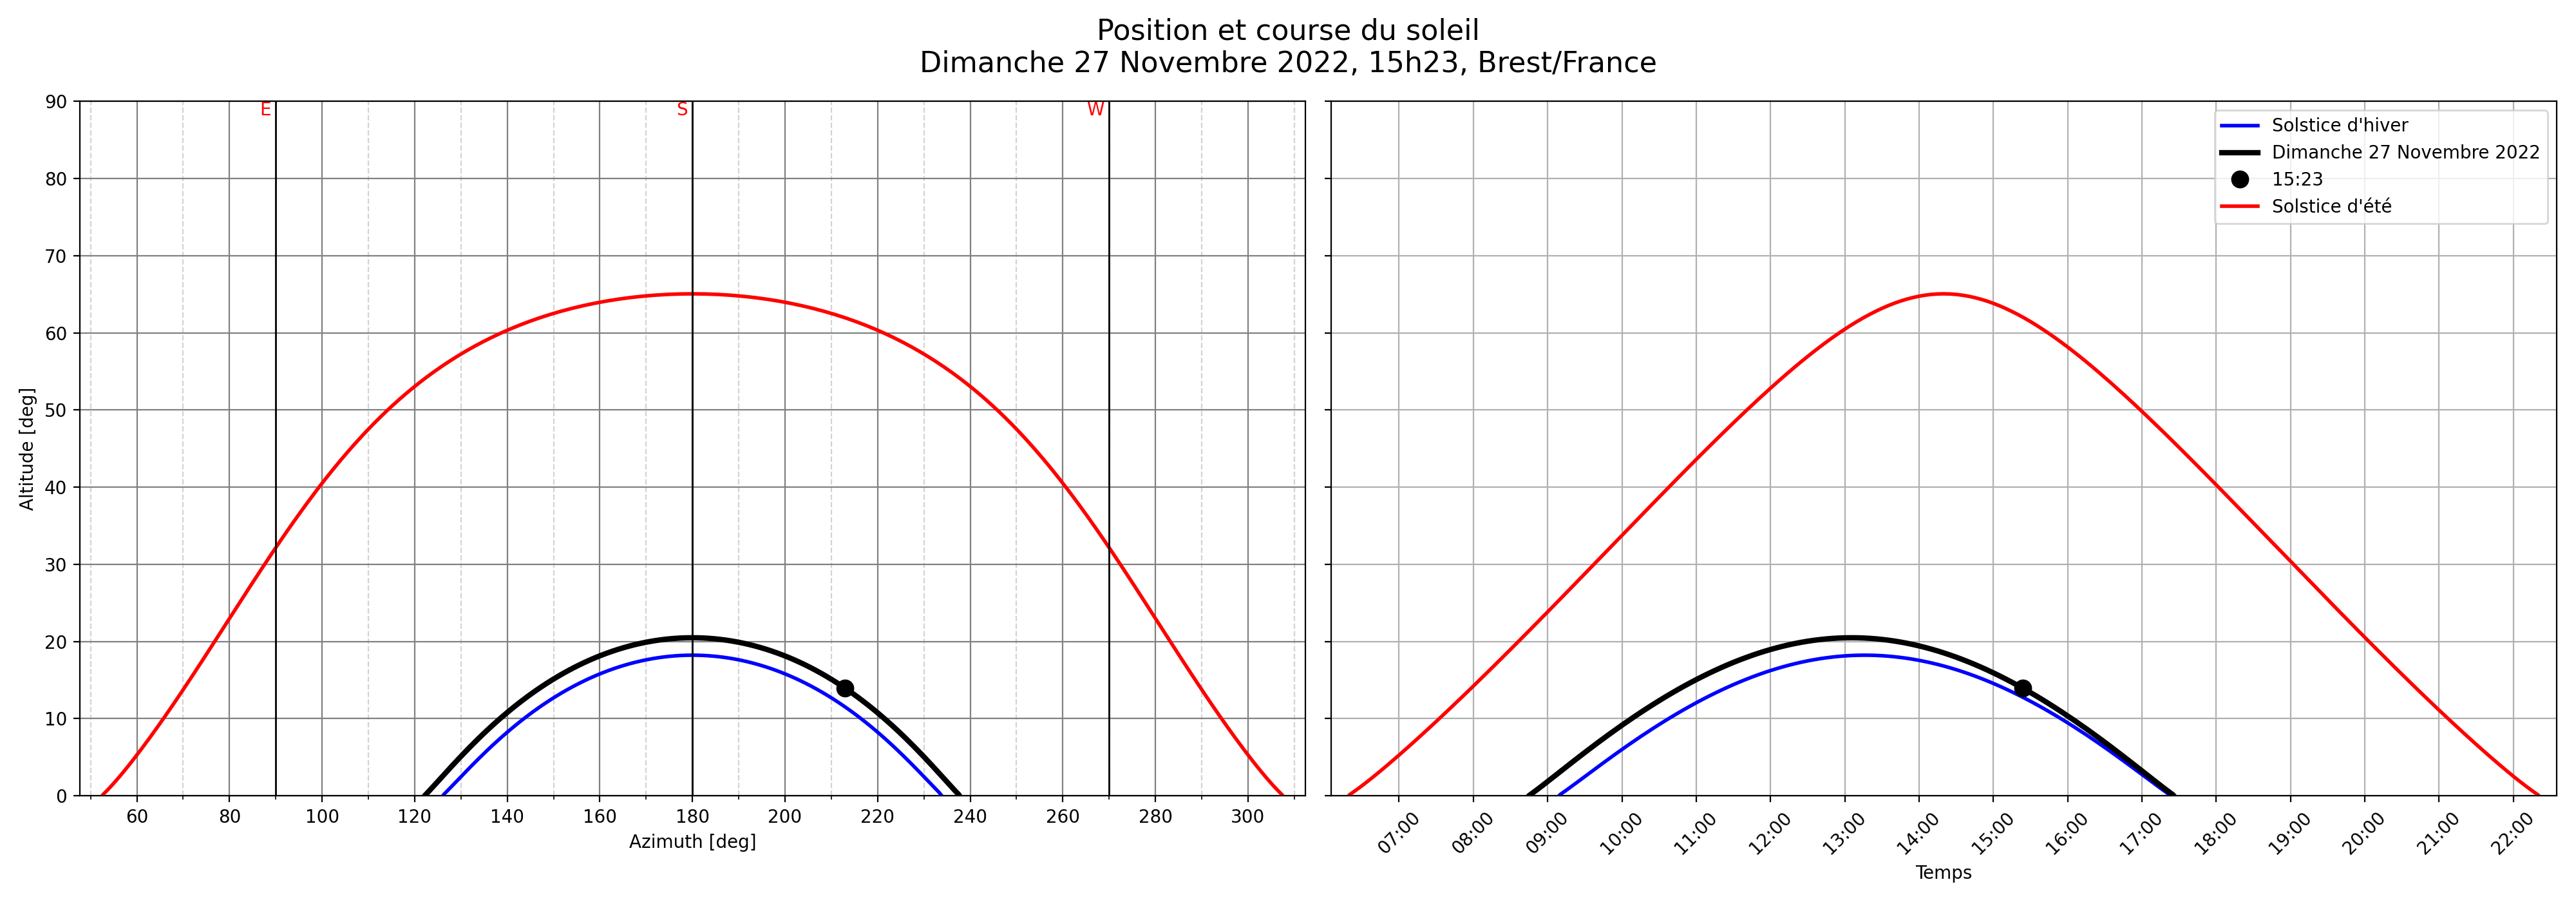 Position et course du soleil
Dimanche 27 Novembre 2022, 15h23, Brest/France
E S W
90
80
70
60
50
40
30
20
10
0
Altitude [deg]
60 80 100 120 140 160 180 200 220 240 260 280 300
Azimuth [deg]
Solstice d'hiver
Dimanche 27 Novembre 2022
15:23
Solstice d'été
07:00 08:00 09:00 10:00 11:00 12:00 13:00 14:00 15:00 16:00 17:00 18:00 19:00 20:00 21:00 22:00
Temps